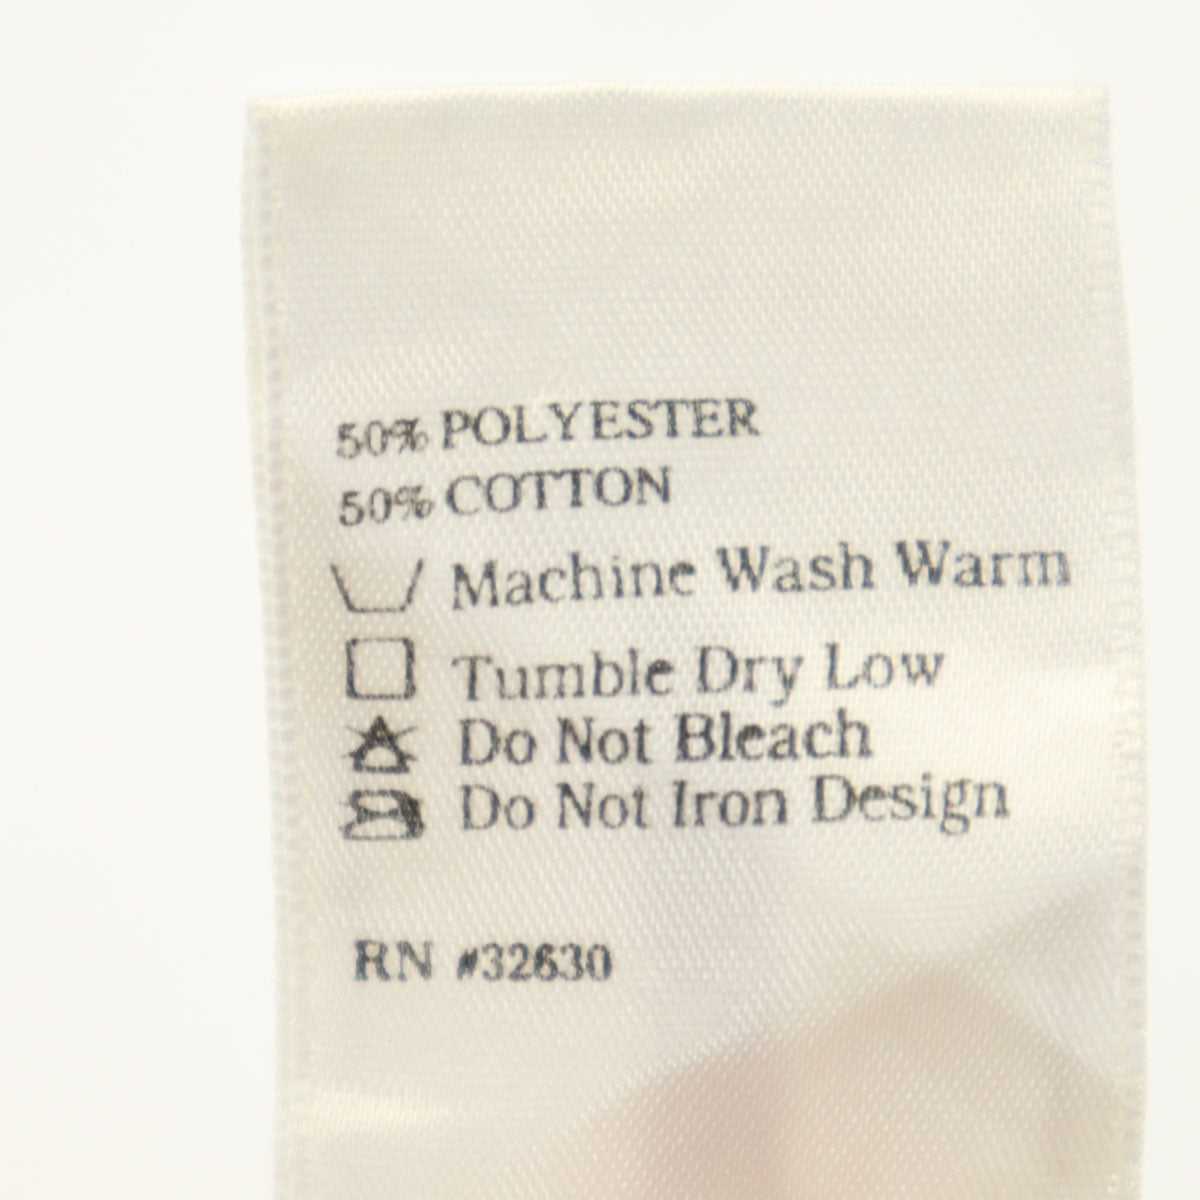 50% POLYESTER
50% COTTON
Machine Wash Warm
Tumble Dry Low
Do Not Bleach
Do Not Iron Design
RN #32630